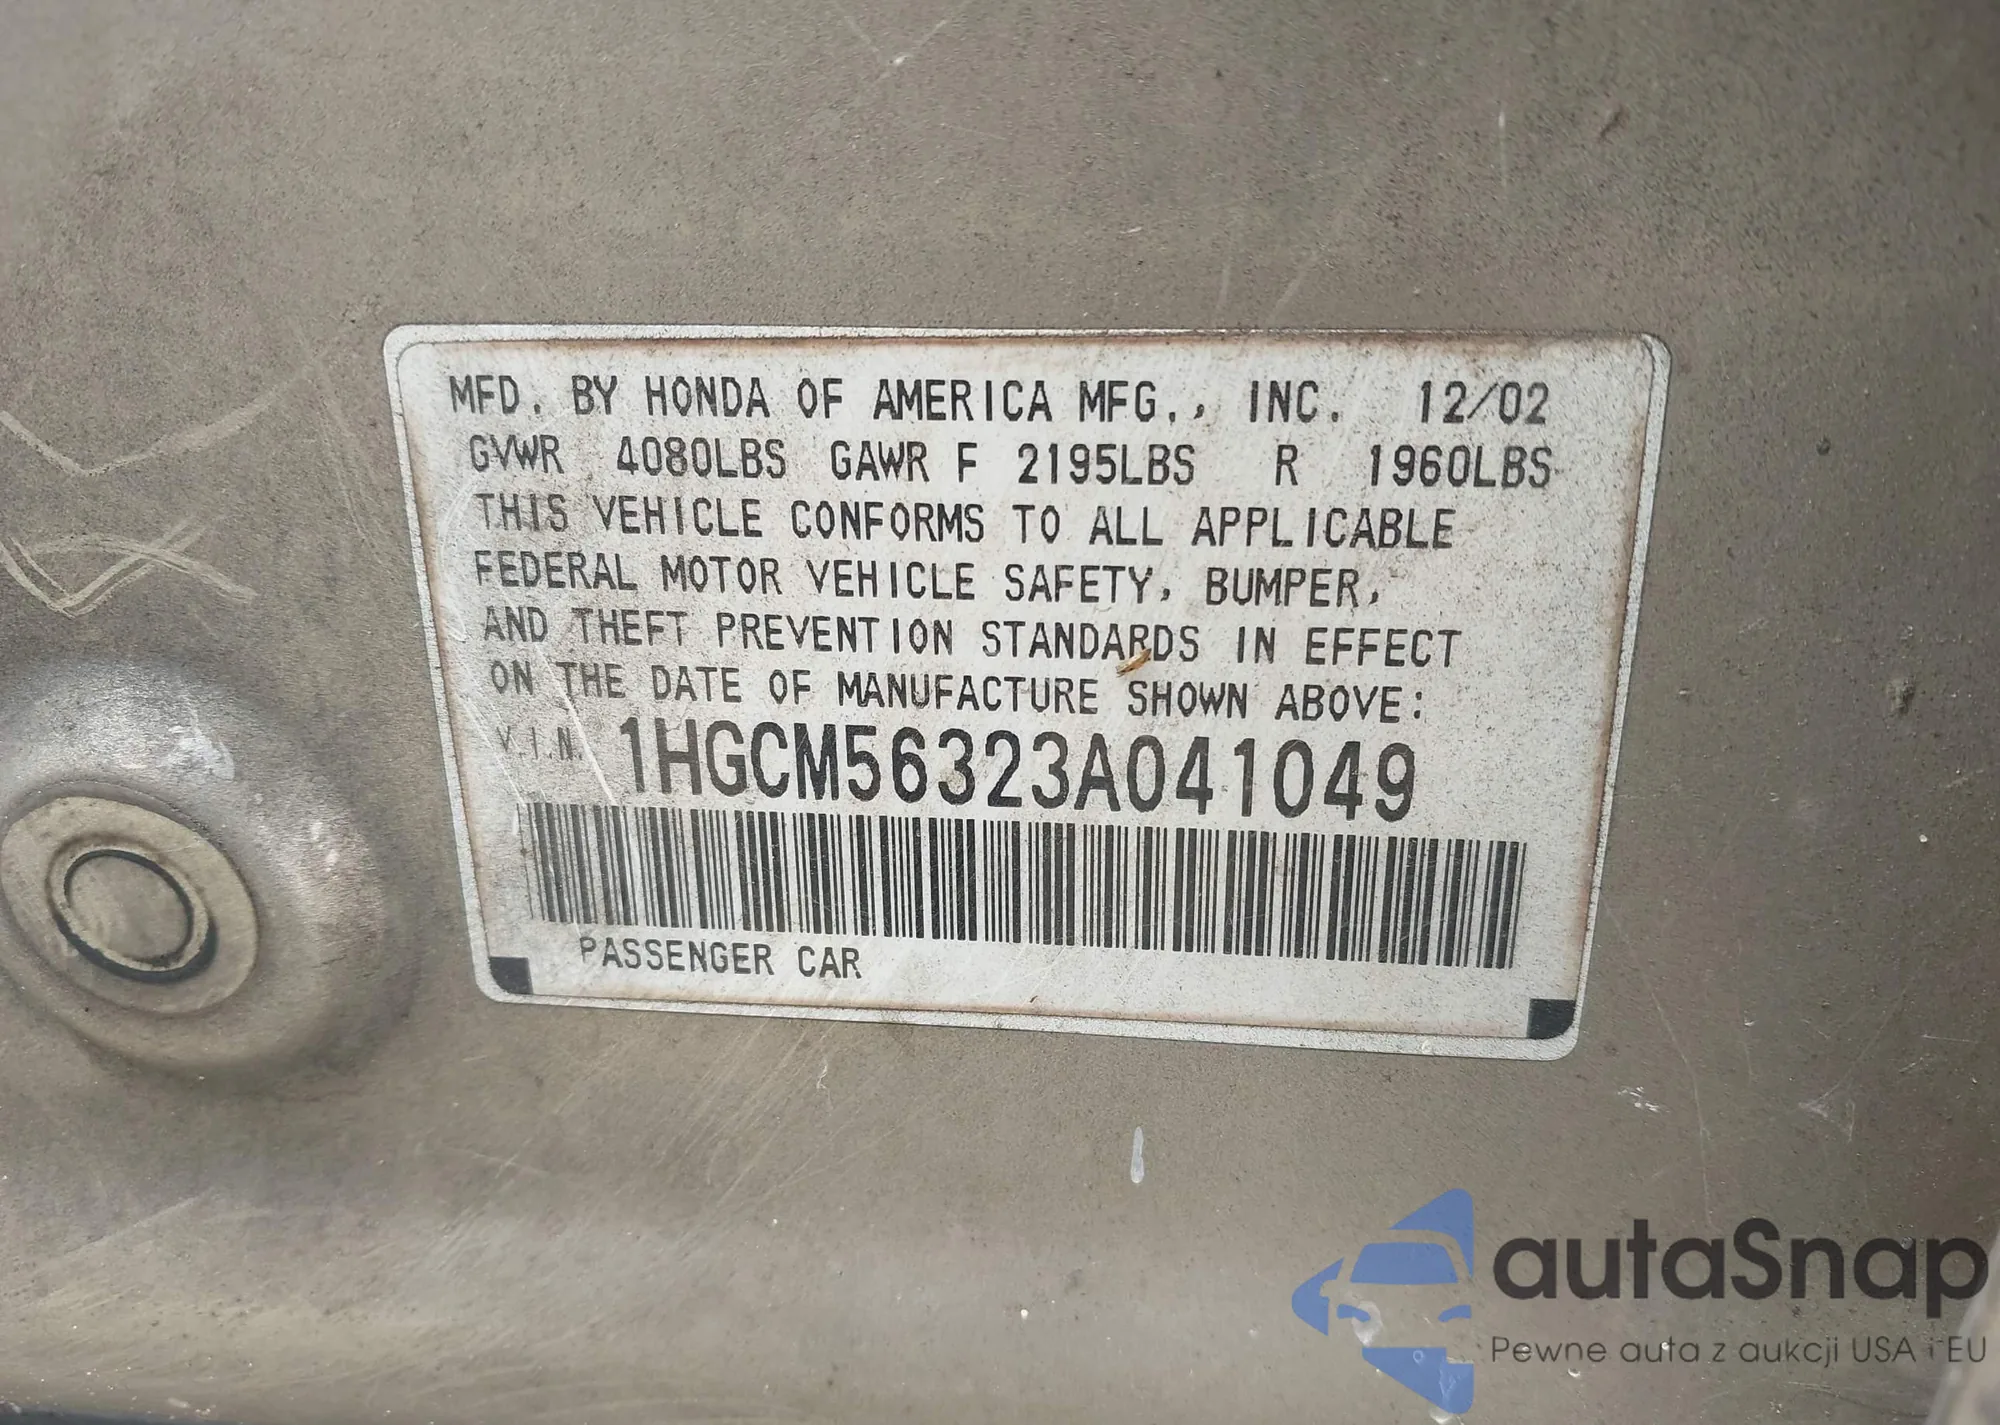 MFD. BY HONDA OF AMERICA MFG., INC. 12/02
GVWR 4080LBS GAWR F 2195LBS R 1960LBS
THIS VEHICLE CONFORMS TO ALL APPLICABLE
FEDERAL MOTOR VEHICLE SAFETY, BUMPER,
AND THEFT PREVENTION STANDARDS IN EFFECT
ON THE DATE OF MANUFACTURE SHOWN ABOVE:
V.I.N. 1HGCM56323A041049
PASSENGER CAR
autaSnap
Pewne auta z aukcji USA i EU